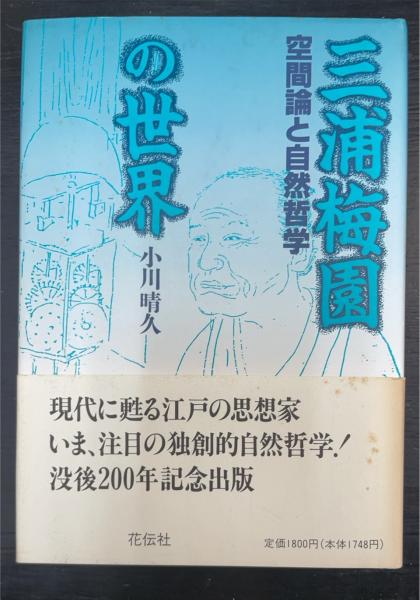 三浦梅園
の世界
空間論と自然哲学
小川晴久
現代に甦る江戸の思想家
いま、注目の独創的自然哲学!
没後200年記念出版
花伝社
定価1800円(本体1748円)